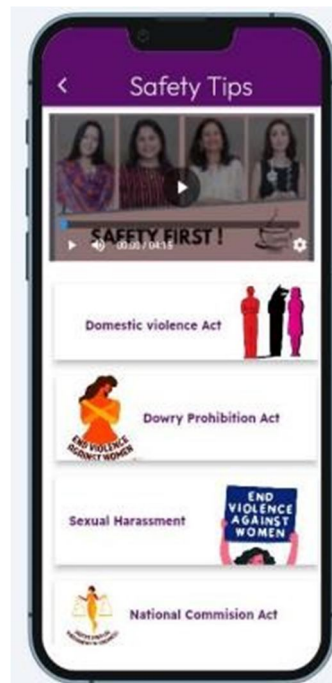 Safety Tips
SAFETY FIRST !
00:00 / 04:15
Domestic violence Act
Dowry Prohibition Act
END VIOLENCE
AGAINST WOMEN
Sexual Harassment
END
VIOLENCE
AGAINST
WOMEN
National Commision Act